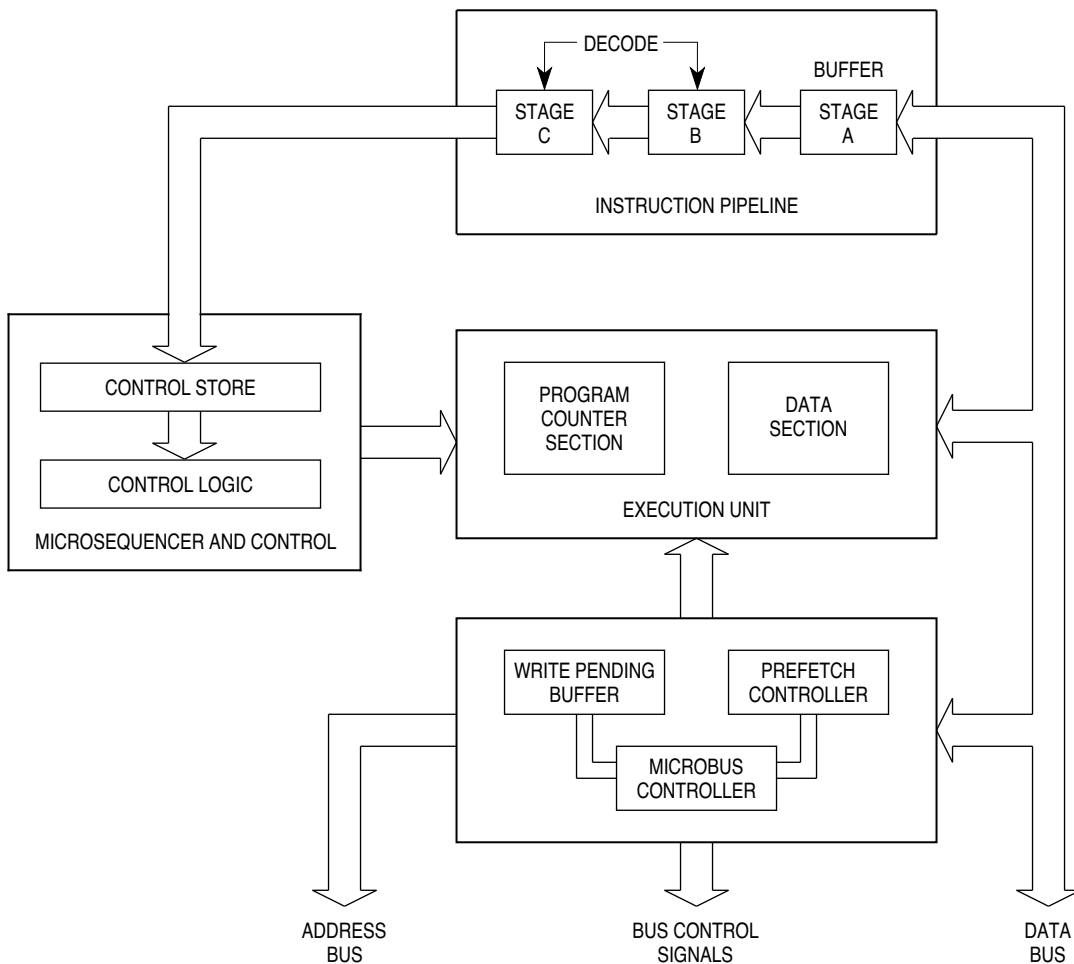 DECODE
BUFFER
STAGE
C
STAGE
B
STAGE
A
INSTRUCTION PIPELINE
CONTROL STORE
CONTROL LOGIC
MICROSEQUENCER AND CONTROL
PROGRAM
COUNTER
SECTION
DATA
SECTION
EXECUTION UNIT
WRITE PENDING
BUFFER
PREFETCH
CONTROLLER
MICROBUS
CONTROLLER
ADDRESS
BUS
BUS CONTROL
SIGNALS
DATA
BUS